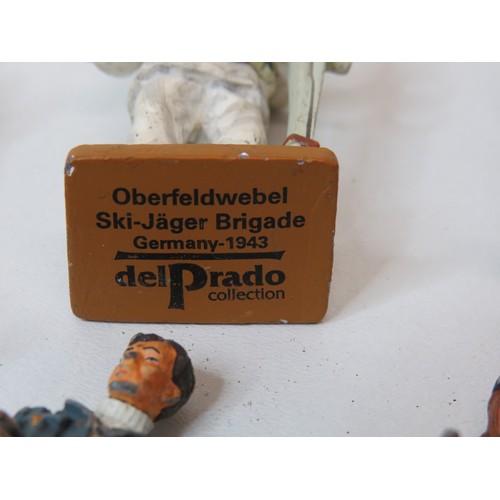 Oberfeldwebel
Ski-Jäger Brigade
Germany-1943
delPrado
collection